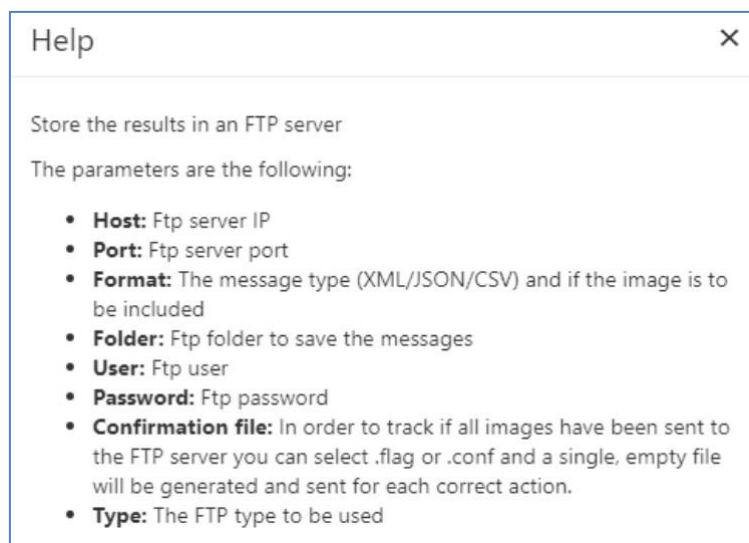 Help
Store the results in an FTP server
The parameters are the following:
• Host: Ftp server IP
• Port: Ftp server port
• Format: The message type (XML/JSON/CSV) and if the image is to
be included
• Folder: Ftp folder to save the messages
• User: Ftp user
• Password: Ftp password
• Confirmation file: In order to track if all images have been sent to
the FTP server you can select .flag or .conf and a single, empty file
will be generated and sent for each correct action.
• Type: The FTP type to be used